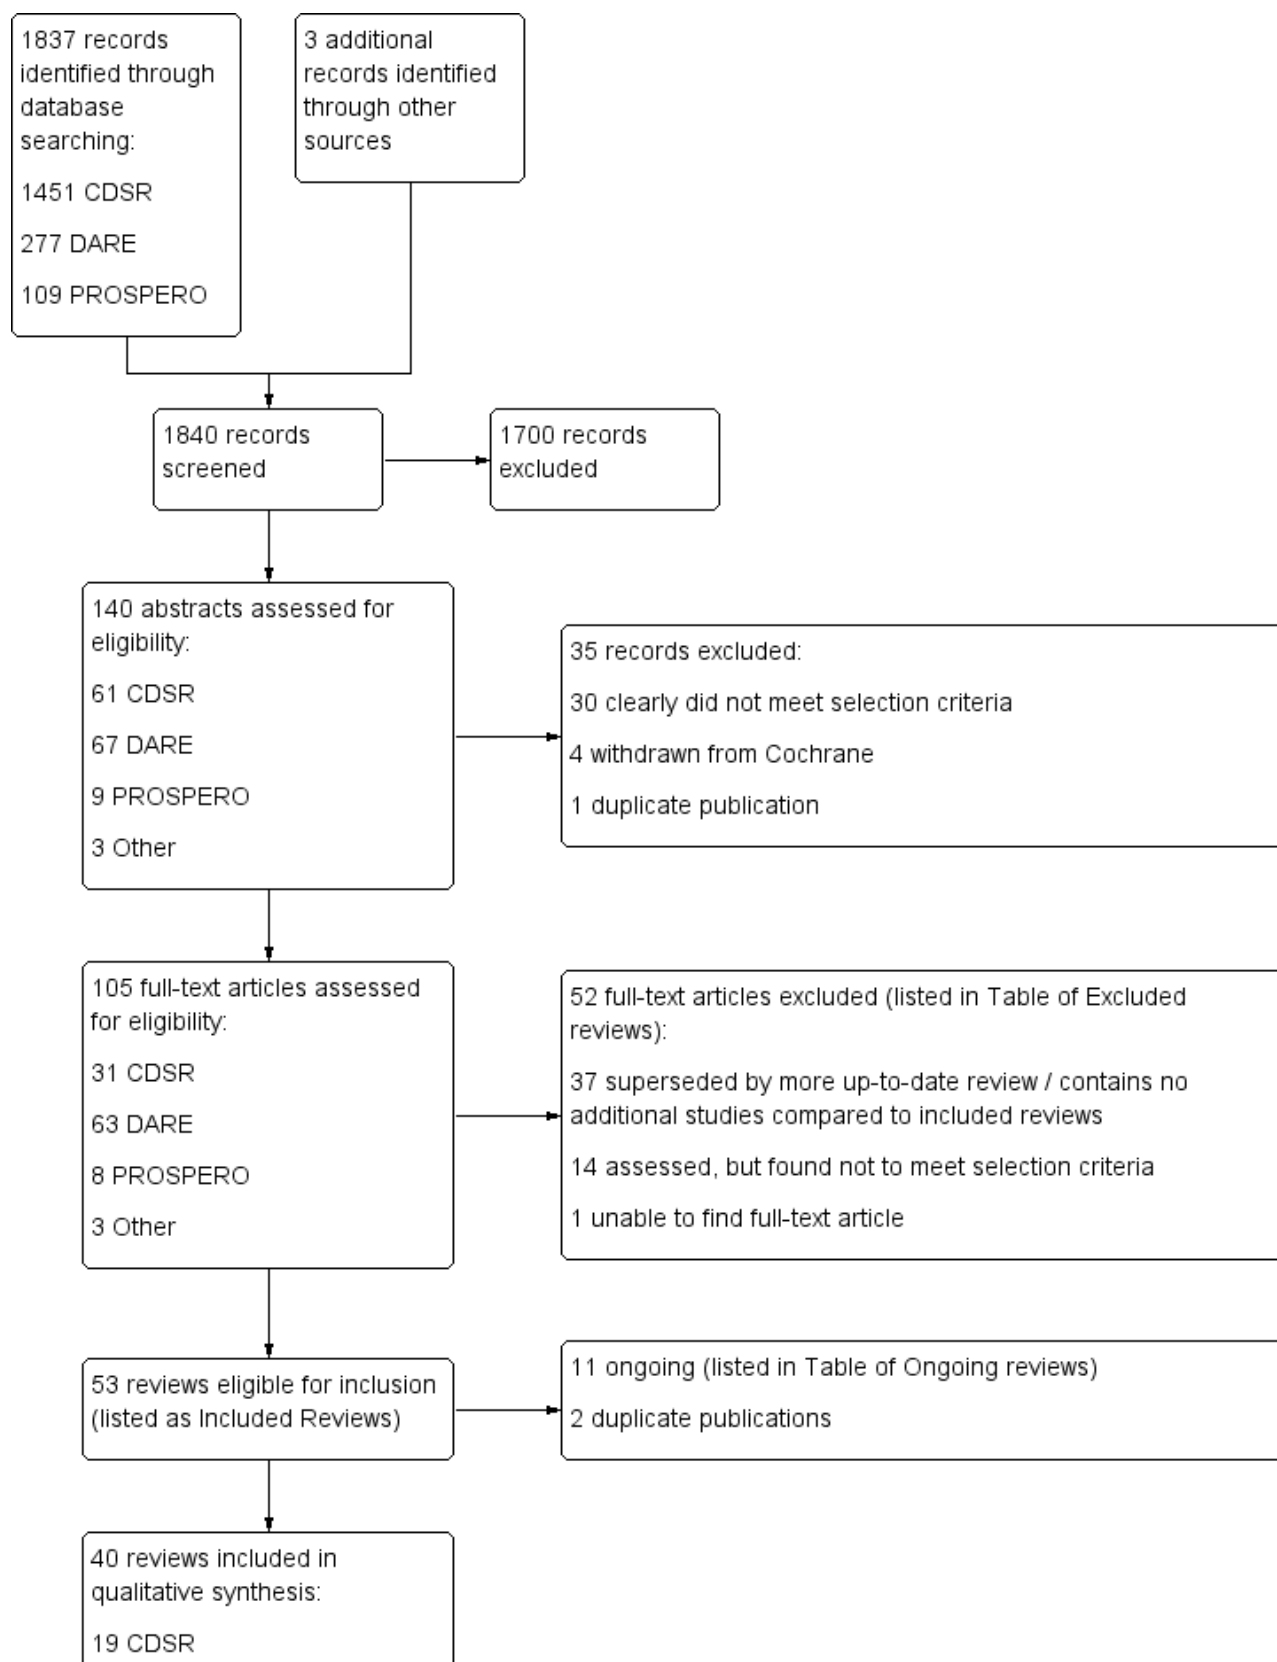 1837 records
identified through
database
searching:
1451 CDSR
277 DARE
109 PROSPERO
3 additional
records identified
through other
sources
1840 records
screened
1700 records
excluded
140 abstracts assessed for
eligibility:
61 CDSR
67 DARE
9 PROSPERO
3 Other
35 records excluded:
30 clearly did not meet selection criteria
4 withdrawn from Cochrane
1 duplicate publication
105 full-text articles assessed
for eligibility:
31 CDSR
63 DARE
8 PROSPERO
3 Other
52 full-text articles excluded (listed in Table of Excluded
reviews):
37 superseded by more up-to-date review / contains no
additional studies compared to included reviews
14 assessed, but found not to meet selection criteria
1 unable to find full-text article
53 reviews eligible for inclusion
(listed as Included Reviews)
11 ongoing (listed in Table of Ongoing reviews)
2 duplicate publications
40 reviews included in
qualitative synthesis:
19 CDSR